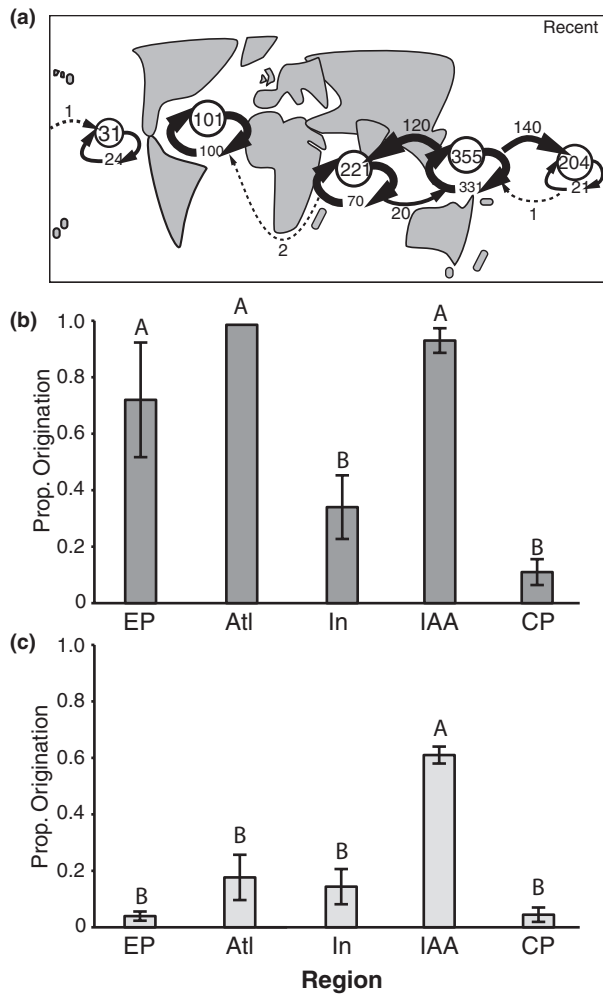 (a)
Recent
1
31
24
101
100
2
221
70
120
20
355
331
140
204
21
1
(b)
Prop. Origination
1.0
0.8
0.6
0.4
0.2
0
A
A
B
A
B
EP Atl In IAA CP
(c)
Prop. Origination
1.0
0.8
0.6
0.4
0.2
0
B
B
B
A
B
EP Atl In IAA CP
Region